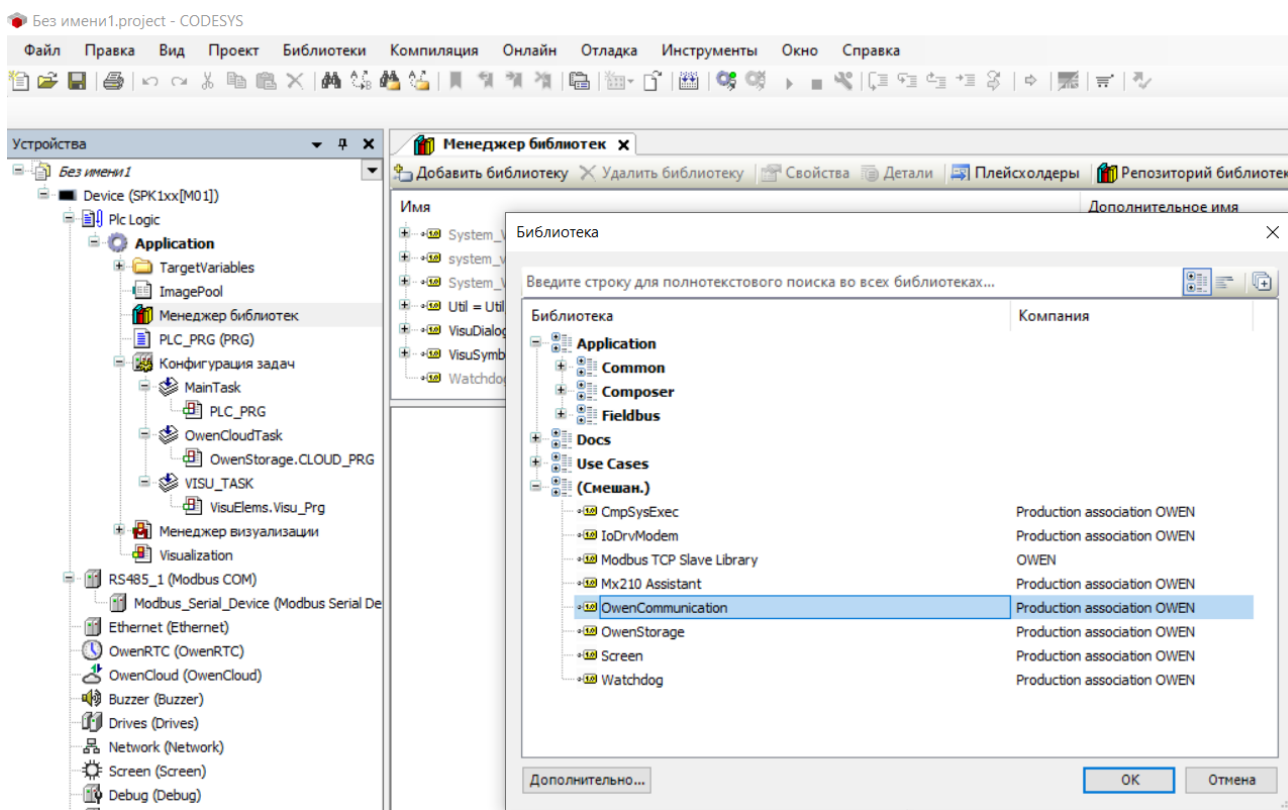 Без имени1.project - CODESYS
Файл Правка Вид Проект Библиотеки Компиляция Онлайн Отладка Инструменты Окно Справка
Устройства
Без имени1
Device (SPK1xx[M01])
Plc Logic
Application
TargetVariables
ImagePool
Менеджер библиотек
PLC_PRG (PRG)
Конфигурация задач
MainTask
PLC_PRG
OwenCloudTask
OwenStorage.CLOUD_PRG
VISU_TASK
VisuElems.Visu_Prg
Менеджер визуализации
Visualization
RS485_1 (Modbus COM)
Modbus_Serial_Device (Modbus Serial De
Ethernet (Ethernet)
OwenRTC (OwenRTC)
OwenCloud (OwenCloud)
Buzzer (Buzzer)
Drives (Drives)
Network (Network)
Screen (Screen)
Debug (Debug)
Менеджер библиотек
Добавить библиотеку Удалить библиотеку Свойства Детали Плейсхолдеры Репозиторий библиотек
Имя Дополнительное имя
System_V
system_v
System_V
Util = Util
VisuDialog
VisuSymb
Watchdog
Библиотека
Введите строку для полнотекстового поиска во всех библиотеках...
Библиотека Компания
Application
Common
Composer
Fieldbus
Docs
Use Cases
(Смешан.)
CmpSysExec Production association OWEN
IoDrvModem Production association OWEN
Modbus TCP Slave Library OWEN
Mx210 Assistant Production association OWEN
OwenCommunication Production association OWEN
OwenStorage Production association OWEN
Screen Production association OWEN
Watchdog Production association OWEN
Дополнительно... OK Отмена